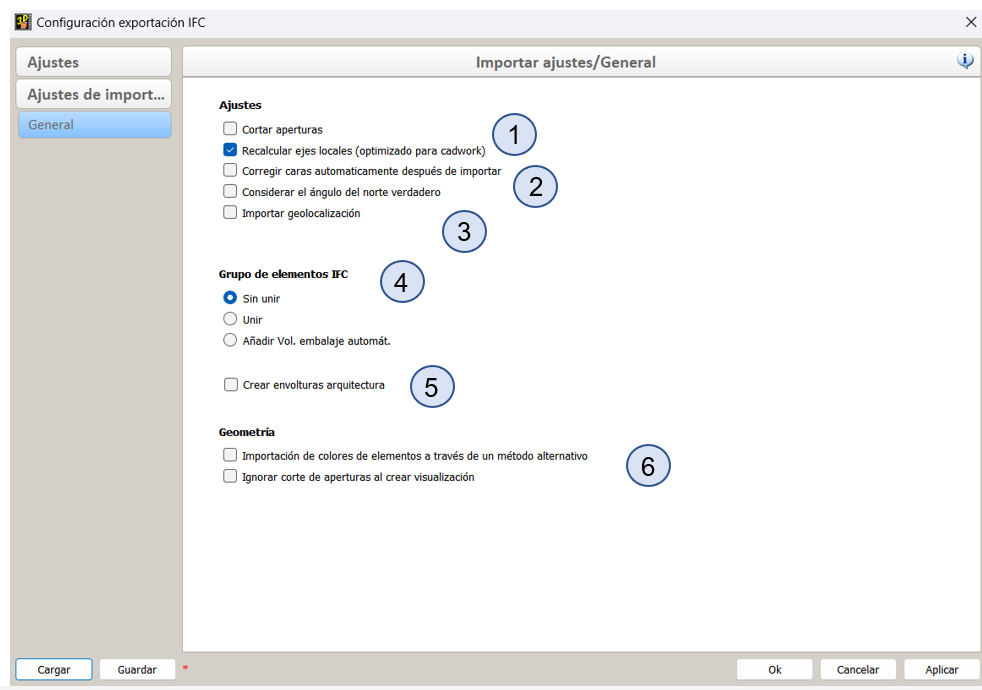 Configuración exportación IFC
Ajustes
Importar ajustes/General
Ajustes de import...
General
Ajustes
Cortar aperturas
1
Recalcular ejes locales (optimizado para cadwork)
Corregir caras automaticamente después de importar
2
Considerar el ángulo del norte verdadero
Importar geolocalización
3
Grupo de elementos IFC
4
Sin unir
Unir
Añadir Vol. embalaje automát.
Crear envolturas arquitectura
5
Geometría
Importación de colores de elementos a través de un método alternativo
6
Ignorar corte de aperturas al crear visualización
Cargar
Guardar
*
Ok
Cancelar
Aplicar